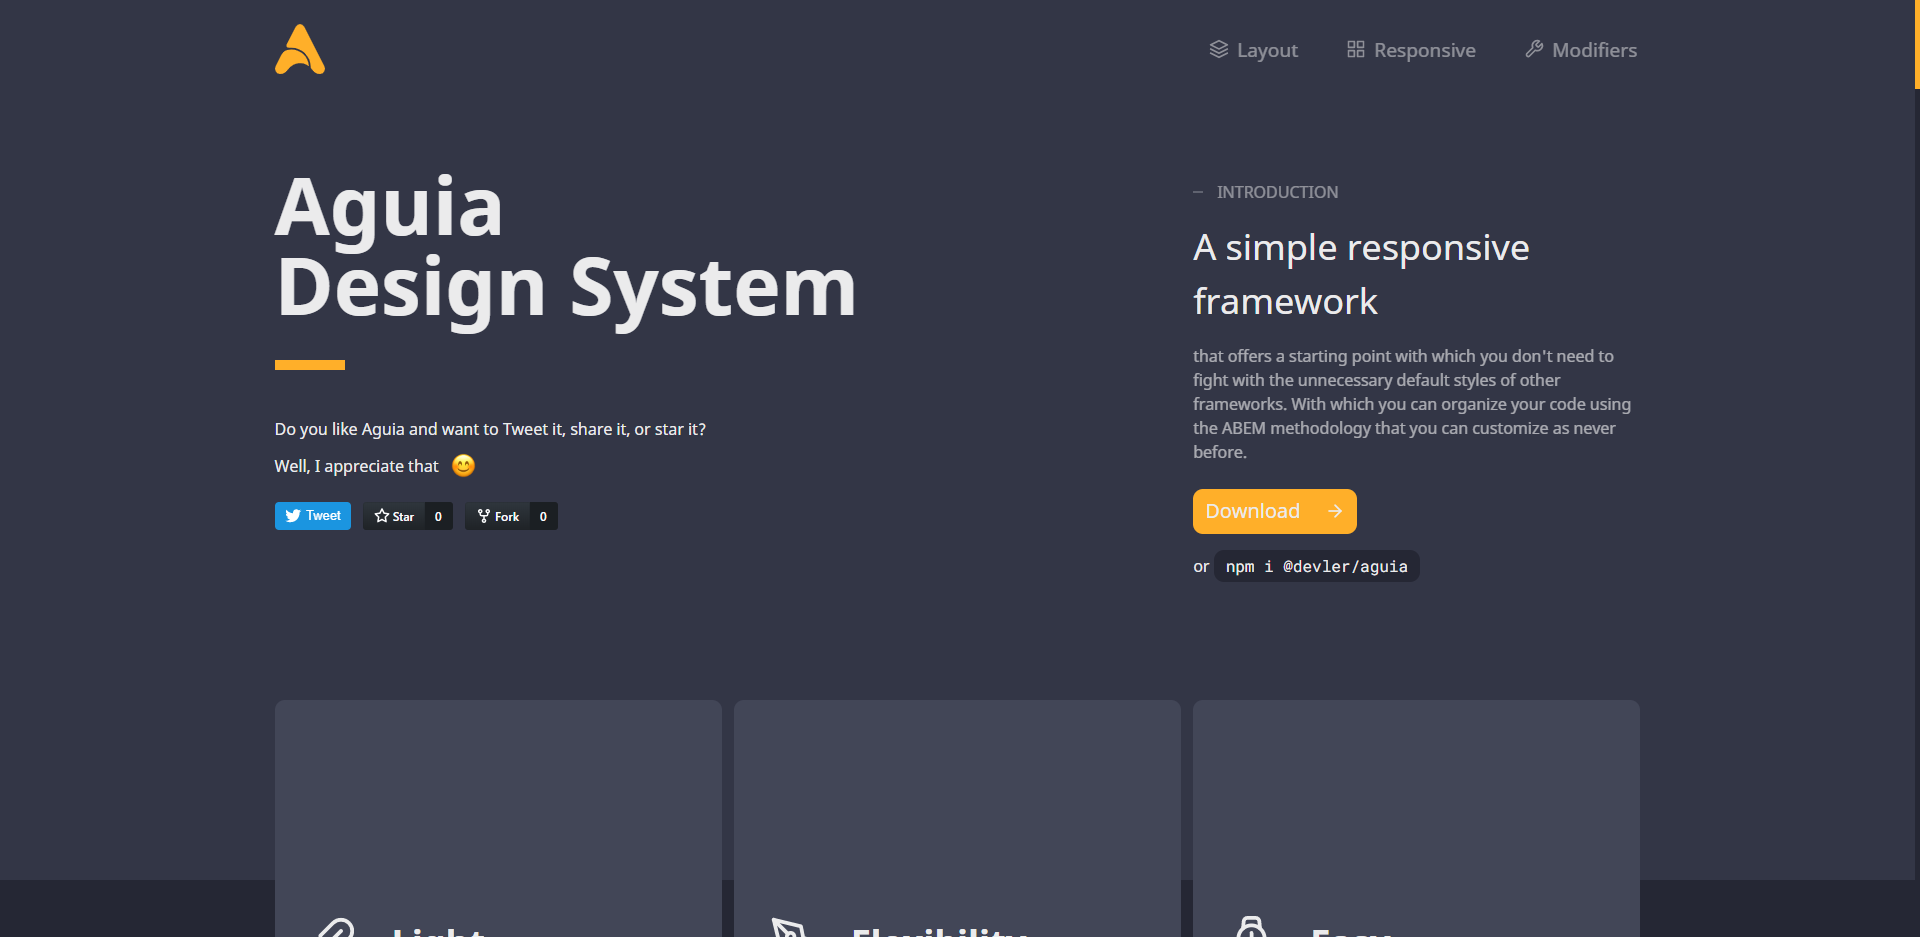 Layout
Responsive
Modifiers
Aguia
Design System
Do you like Aguia and want to Tweet it, share it, or star it?
Well, I appreciate that 😊
Tweet
Star 0
Fork 0
INTRODUCTION
A simple responsive
framework
that offers a starting point with which you don't need to
fight with the unnecessary default styles of other
frameworks. With which you can organize your code using
the ABEM methodology that you can customize as never
before.
Download
or npm i @devler/aguia
Light
Flexibility
Easy